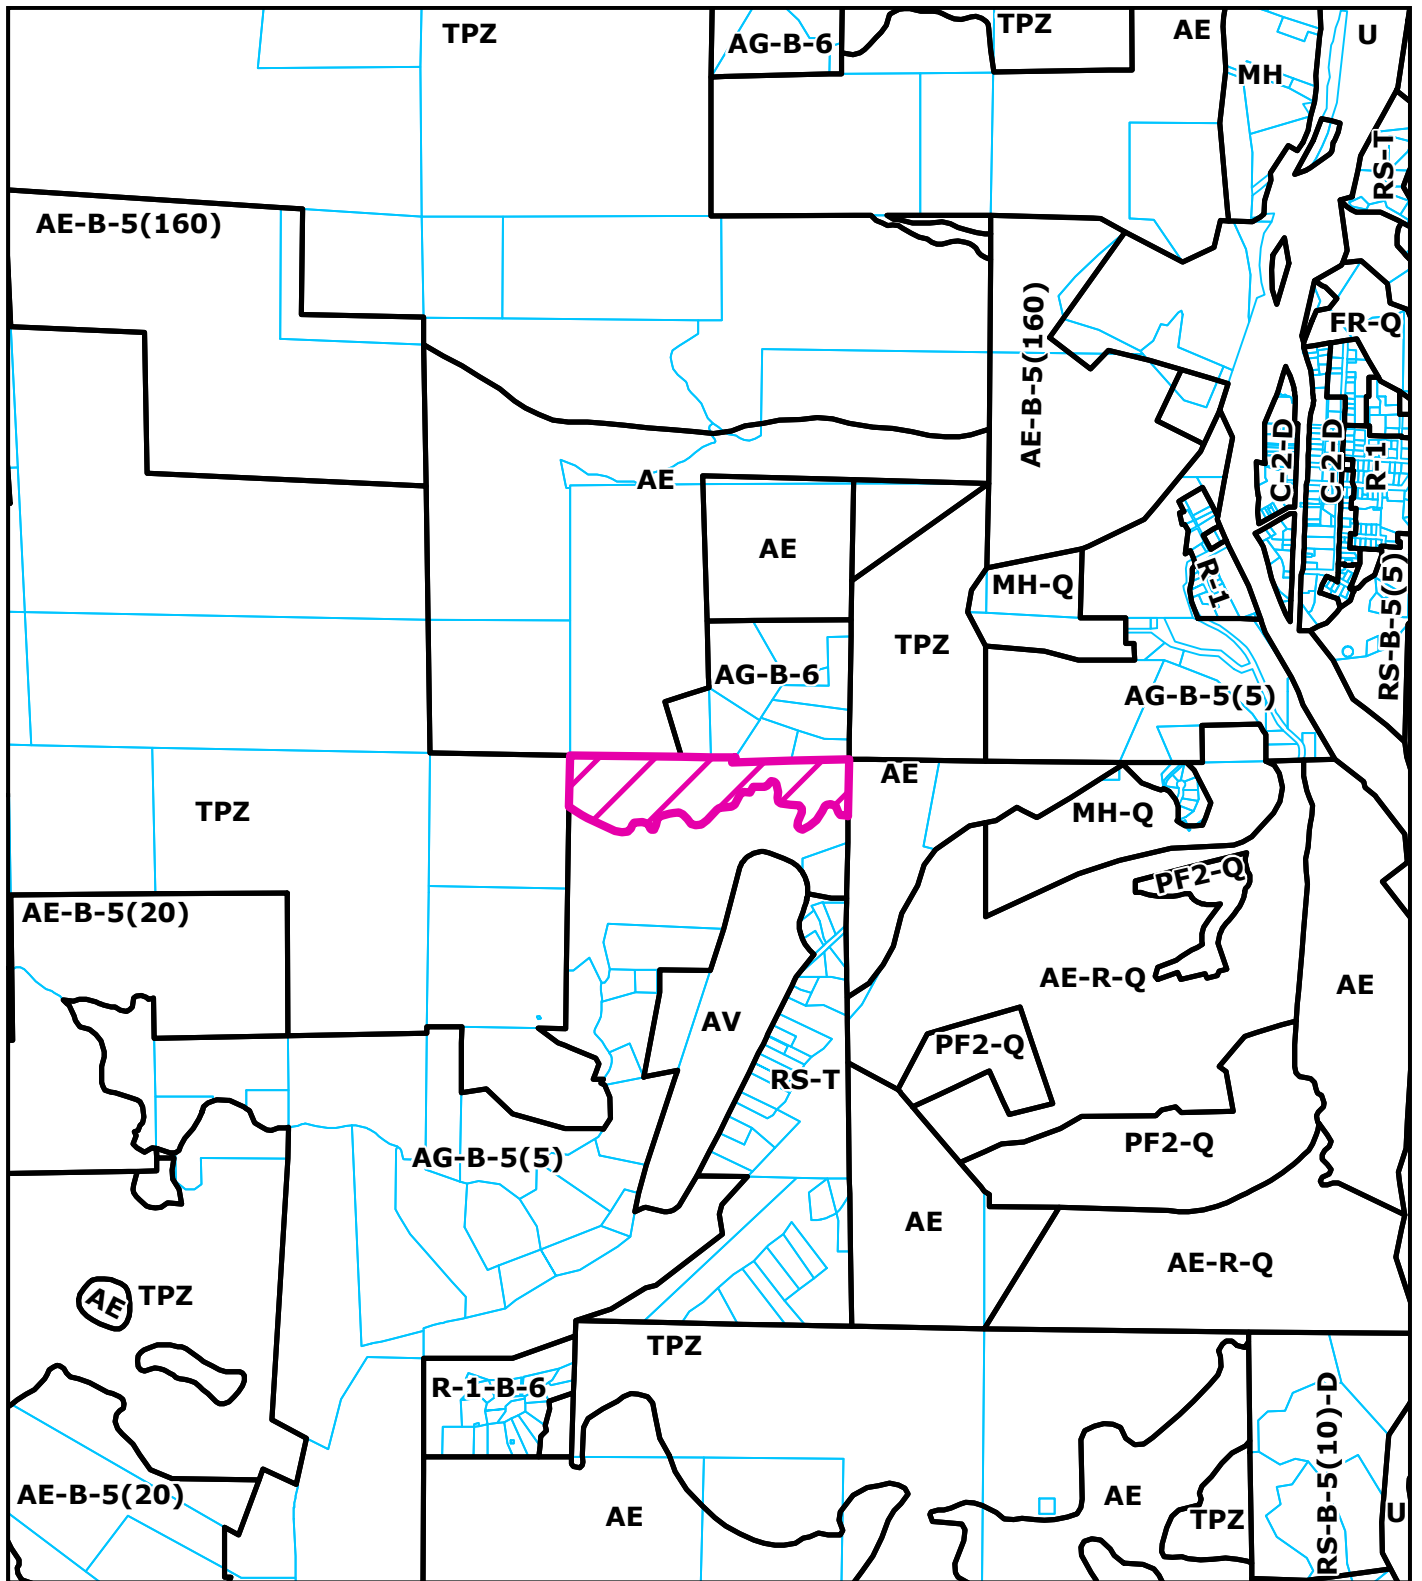 TPZ
AG-B-6
TPZ
AE
U
MH
RS-T
AE-B-5(160)
AE-B-5(160)
FR-Q
C-2-D
C-2-D
R-1
AE
AE
R-1
MH-Q
RS-B-5(5)
TPZ
AG-B-6
AG-B-5(5)
AE
TPZ
MH-Q
PF2-Q
AE-B-5(20)
AE-R-Q
AE
AV
PF2-Q
RS-T
PF2-Q
AG-B-5(5)
AE
AE-R-Q
AE
TPZ
TPZ
R-1-B-6
RS-B-5(10)-D
AE-B-5(20)
AE
AE
TPZ
U